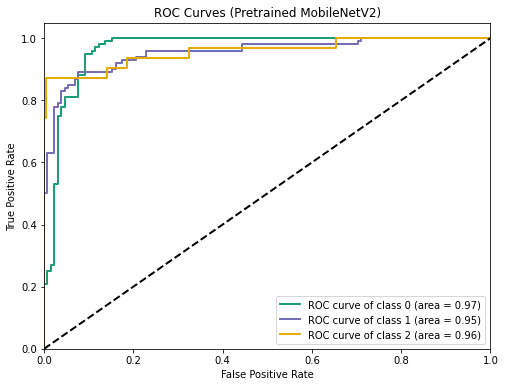 ROC Curves (Pretrained MobileNetV2)
1.0
0.8
0.6
0.4
0.2
0.0
True Positive Rate
0.0
0.2
0.4
0.6
0.8
1.0
False Positive Rate
ROC curve of class 0 (area = 0.97)
ROC curve of class 1 (area = 0.95)
ROC curve of class 2 (area = 0.96)